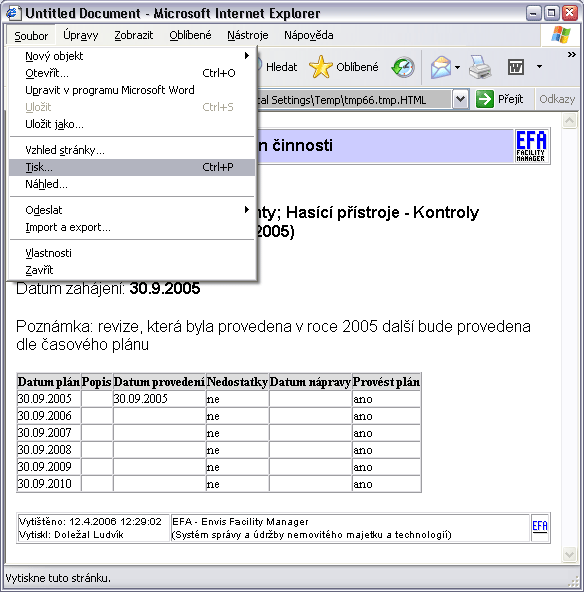 Untitled Document - Microsoft Internet Explorer
Soubor Úpravy Zobrazit Oblíbené Nástroje Nápověda
Nový objekt
Otevřít... Ctrl+O
Upravit v programu Microsoft Word
Uložit Ctrl+S
Uložit jako...
Vzhled stránky...
Tisk... Ctrl+P
Náhled...
Odeslat
Import a export...
Vlastnosti
Zavřít
Hledat Oblíbené
cal Settings\Temp\tmp66.tmp.HTML Přejít Odkazy
n činnosti
EFA
FACILITY
MANAGER
nty; Hasící přístroje - Kontroly
2005)
Datum zahájení: 30.9.2005
Poznámka: revize, která byla provedena v roce 2005 další bude provedena
dle časového plánu
Datum plán Popis Datum provedení Nedostatky Datum nápravy Provést plán
30.09.2005 30.09.2005 ne ano
30.09.2006 ne ano
30.09.2007 ne ano
30.09.2008 ne ano
30.09.2009 ne ano
30.09.2010 ne ano
Vytištěno: 12.4.2006 12:29:02 EFA - Envis Facility Manager
Vytiskl: Doležal Ludvík (Systém správy a údržby nemovitého majetku a technologií)
EFA
Vytiskne tuto stránku.